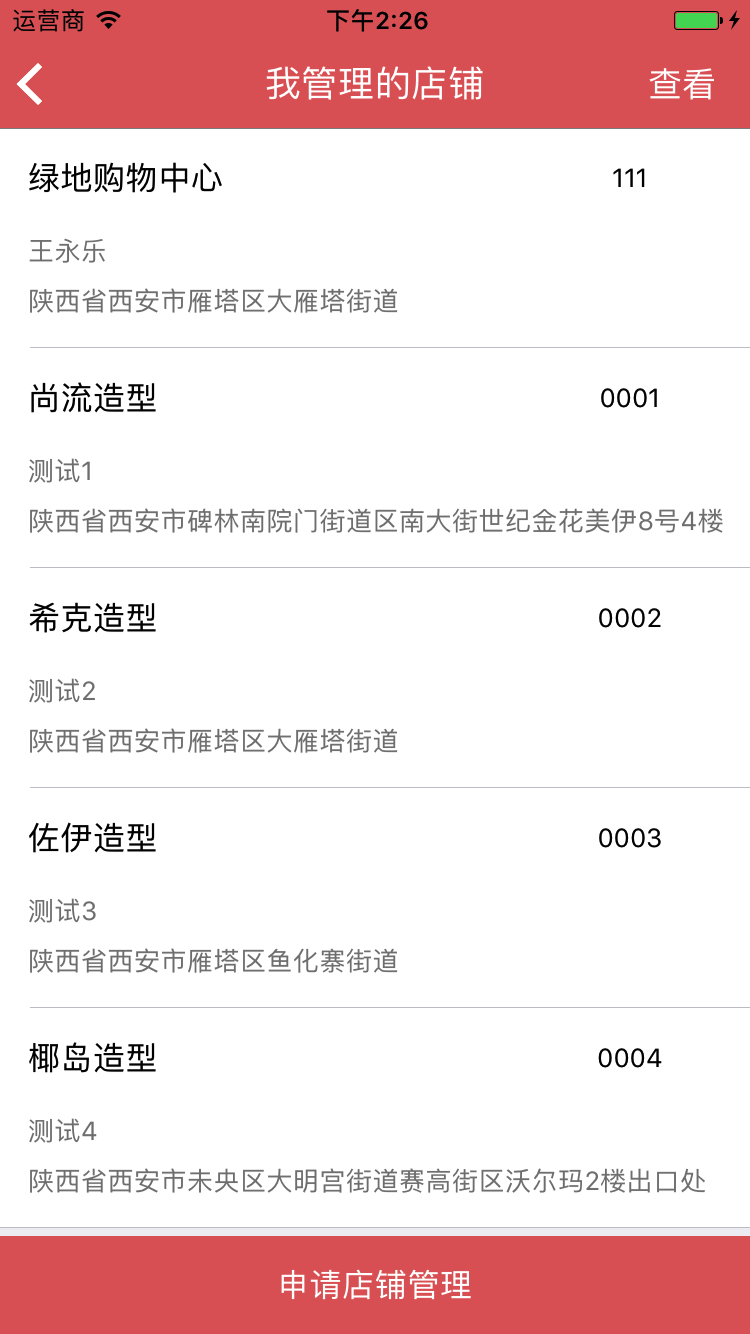 运营商 下午2:26
我管理的店铺 查看
绿地购物中心 111
王永乐
陕西省西安市雁塔区大雁塔街道
尚流造型 0001
测试1
陕西省西安市碑林南院门街道区南大街世纪金花美伊8号4楼
希克造型 0002
测试2
陕西省西安市雁塔区大雁塔街道
佐伊造型 0003
测试3
陕西省西安市雁塔区鱼化寨街道
椰岛造型 0004
测试4
陕西省西安市未央区大明宫街道赛高街区沃尔玛2楼出口处
申请店铺管理